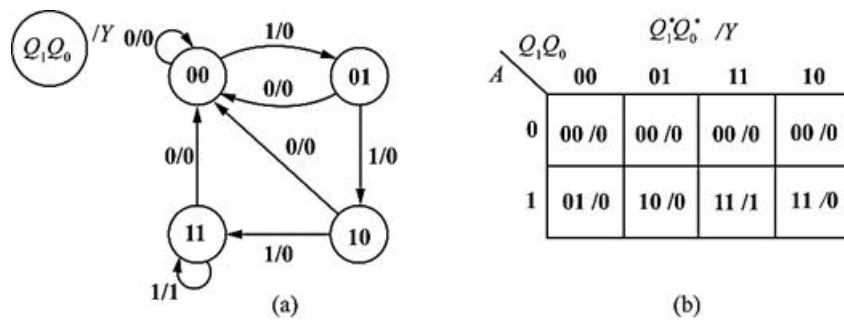 Q₁Q₀ /Y
0/0
1/0
00
01
0/0
0/0
0/0
1/0
11
10
1/0
1/1
(a)
Q₁Q₀
Q₁*Q₀* /Y
A
00 01 11 10
0 00 /0 00 /0 00 /0 00 /0
1 01 /0 10 /0 11 /1 11 /0
(b)